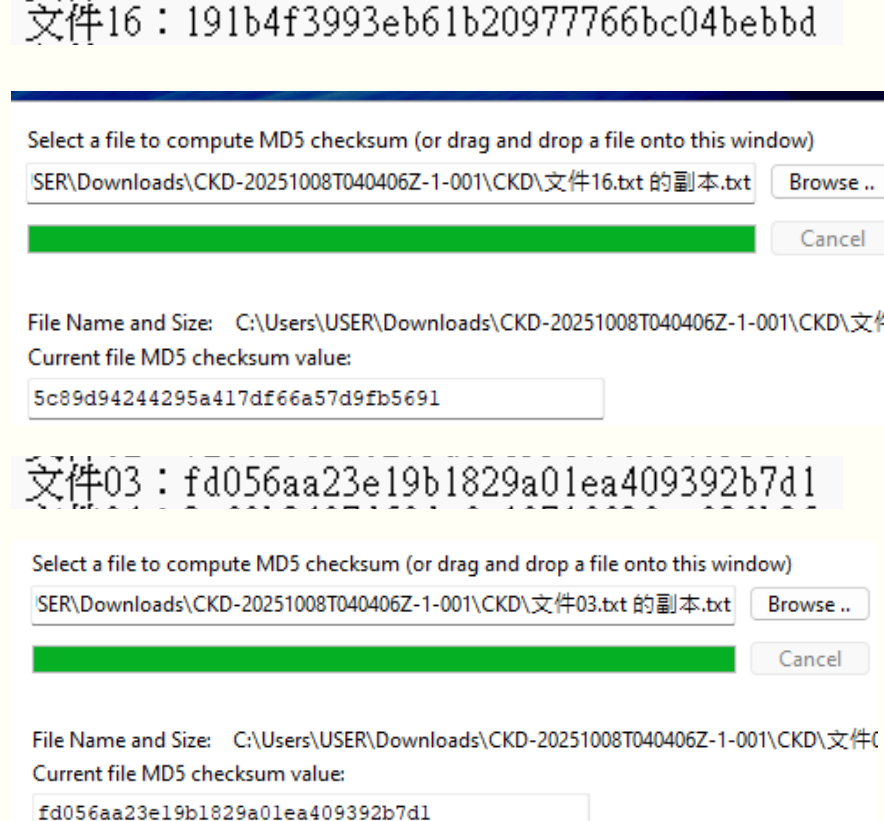 文件16：191b4f3993eb61b20977766bc04bebbd
Select a file to compute MD5 checksum (or drag and drop a file onto this window)
SER\Downloads\CKD-20251008T040406Z-1-001\CKD\文件16.txt 的副本.txt
Browse ..
Cancel
File Name and Size: C:\Users\USER\Downloads\CKD-20251008T040406Z-1-001\CKD\文件
Current file MD5 checksum value:
5c89d94244295a417df66a57d9fb5691
文件03：fd056aa23e19b1829a01ea409392b7d1
Select a file to compute MD5 checksum (or drag and drop a file onto this window)
SER\Downloads\CKD-20251008T040406Z-1-001\CKD\文件03.txt 的副本.txt
Browse ..
Cancel
File Name and Size: C:\Users\USER\Downloads\CKD-20251008T040406Z-1-001\CKD\文件0
Current file MD5 checksum value:
fd056aa23e19b1829a01ea409392b7d1